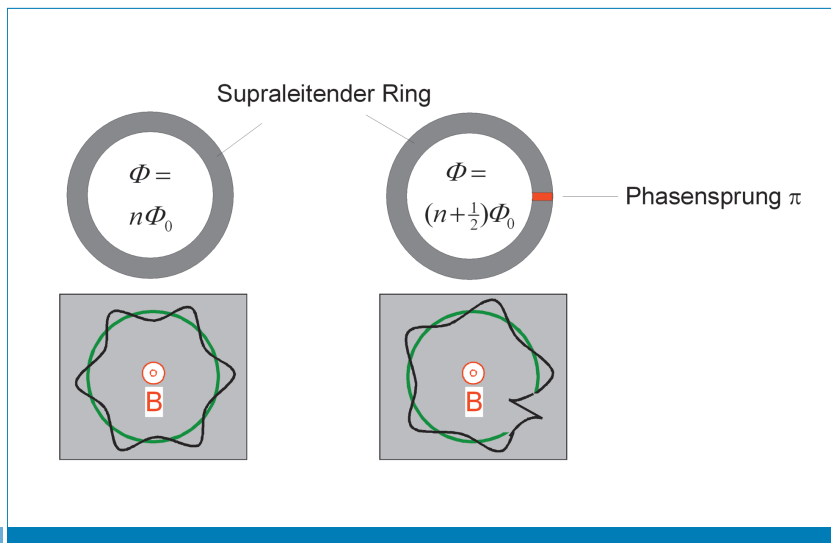 Supraleitender Ring
Φ =
nΦ₀
Φ =
(n+½)Φ₀
Phasensprung π
B
B